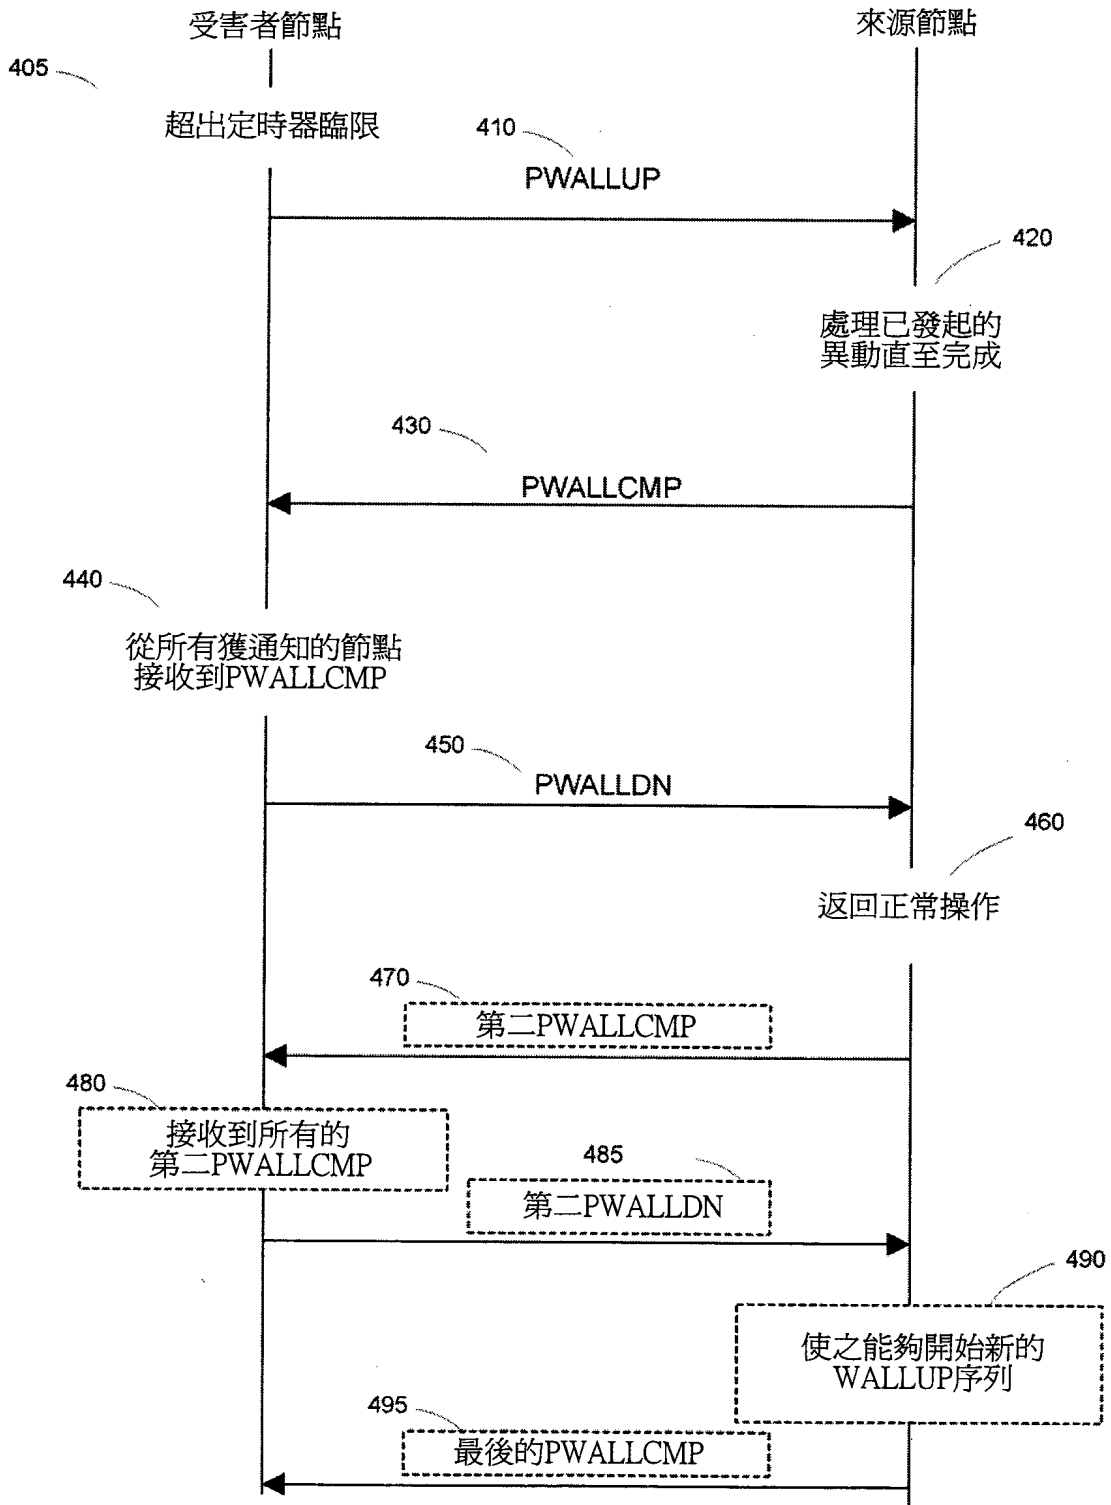 受害者節點
來源節點
405
超出定時器臨限
410
PWALLUP
420
處理已發起的
異動直至完成
430
PWALLCMP
440
從所有獲通知的節點
接收到PWALLCMP
450
PWALLDN
460
返回正常操作
470
第二PWALLCMP
480
接收到所有的
第二PWALLCMP
485
第二PWALLDN
490
使之能夠開始新的
WALLUP序列
495
最後的PWALLCMP